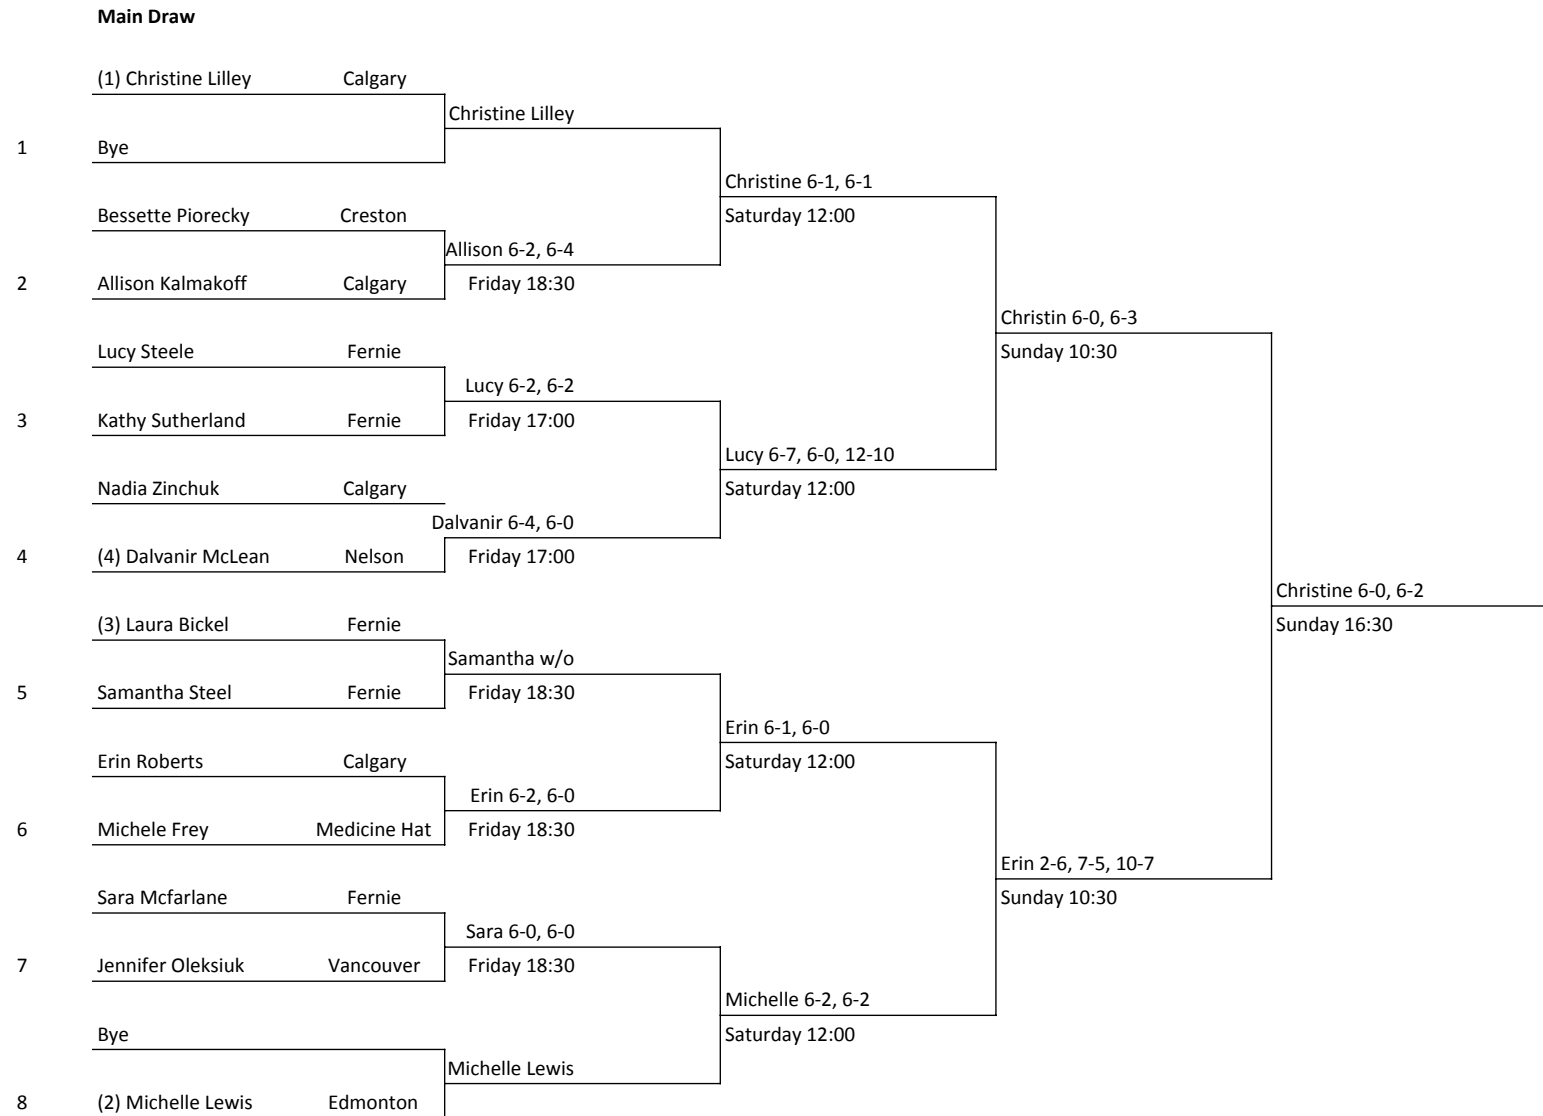 Main Draw
(1) Christine Lilley Calgary
Christine Lilley
1 Bye
Christine 6-1, 6-1
Bessette Piorecky Creston Saturday 12:00
Allison 6-2, 6-4
2 Allison Kalmakoff Calgary Friday 18:30
Christin 6-0, 6-3
Lucy Steele Fernie Sunday 10:30
Lucy 6-2, 6-2
3 Kathy Sutherland Fernie Friday 17:00
Lucy 6-7, 6-0, 12-10
Nadia Zinchuk Calgary Saturday 12:00
Dalvanir 6-4, 6-0
4 (4) Dalvanir McLean Nelson Friday 17:00
Christine 6-0, 6-2
(3) Laura Bickel Fernie Sunday 16:30
Samantha w/o
5 Samantha Steel Fernie Friday 18:30
Erin 6-1, 6-0
Erin Roberts Calgary Saturday 12:00
Erin 6-2, 6-0
6 Michele Frey Medicine Hat Friday 18:30
Erin 2-6, 7-5, 10-7
Sara Mcfarlane Fernie Sunday 10:30
Sara 6-0, 6-0
7 Jennifer Oleksiuk Vancouver Friday 18:30
Michelle 6-2, 6-2
Bye Saturday 12:00
Michelle Lewis
8 (2) Michelle Lewis Edmonton